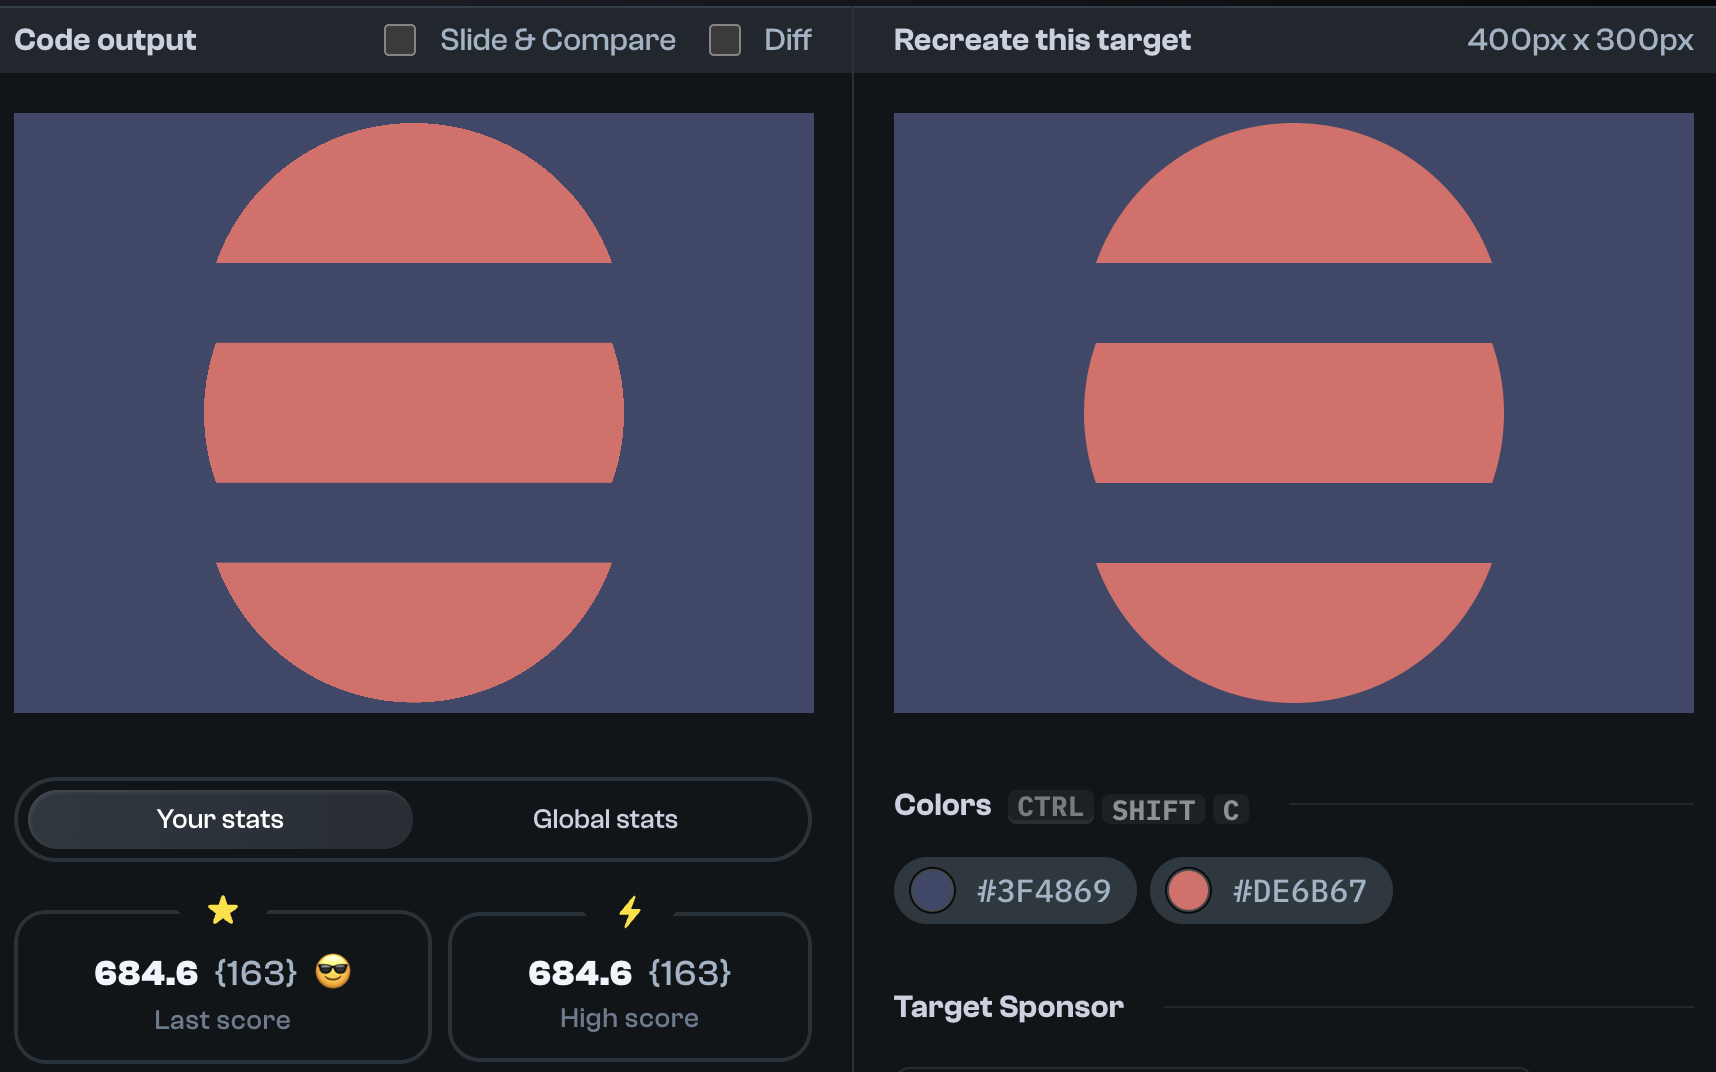 Code output
Slide & Compare
Diff
Recreate this target
400px x 300px
Your stats
Global stats
684.6 {163}
Last score
684.6 {163}
High score
Colors CTRL SHIFT C
#3F4869
#DE6B67
Target Sponsor